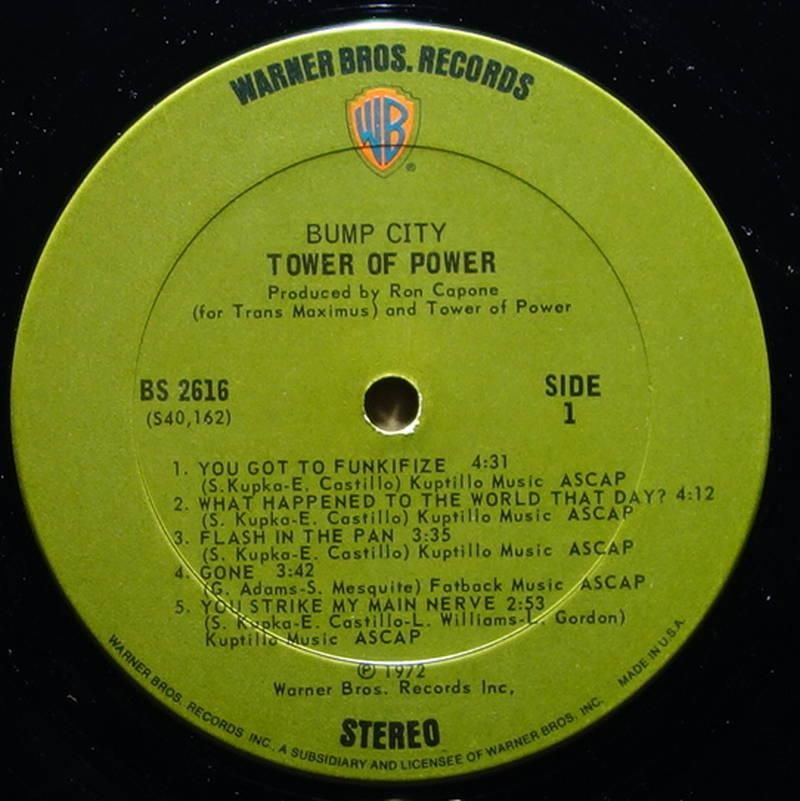 WARNER BROS. RECORDS
WB
®
BUMP CITY
TOWER OF POWER
Produced by Ron Capone
(for Trans Maximus) and Tower of Power
BS 2616
(S40,162)
SIDE
1
1. YOU GOT TO FUNKIFIZE 4:31
(S.Kupka-E. Castillo) Kuptillo Music ASCAP
2. WHAT HAPPENED TO THE WORLD THAT DAY? 4:12
(S. Kupka-E. Castillo) Kuptillo Music ASCAP
3. FLASH IN THE PAN 3:35
(S. Kupka-E. Castillo) Kuptillo Music ASCAP
4. GONE 3:42
(G. Adams-S. Mesquite) Fatback Music ASCAP
5. YOU STRIKE MY MAIN NERVE 2:53
(S. Kupka-E. Castillo-L. Williams-L. Gordon)
Kuptillo Music ASCAP
℗ 1972
Warner Bros. Records Inc,
STEREO
WARNER BROS. RECORDS INC., A SUBSIDIARY AND LICENSEE OF WARNER BROS. INC. MADE IN U.S.A.